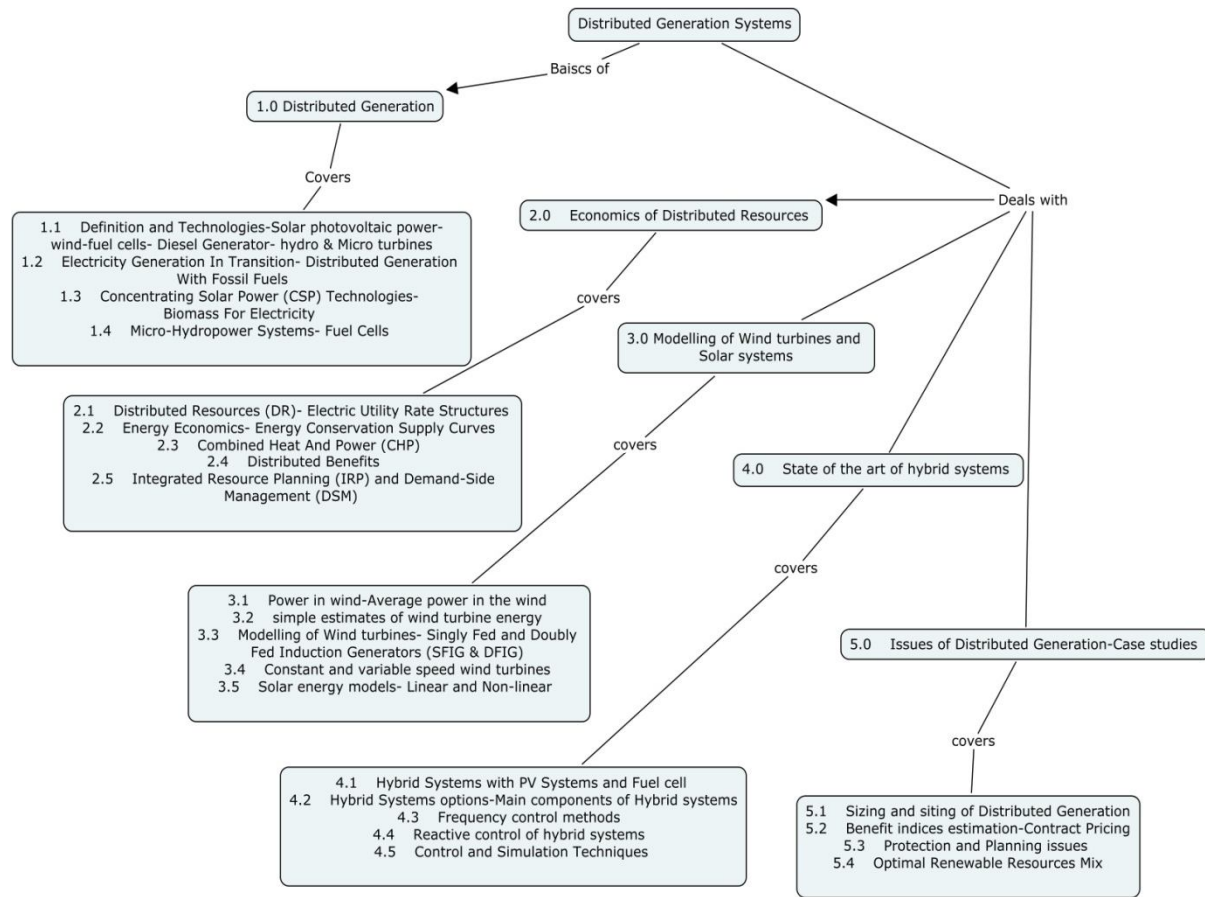 Distributed Generation Systems
Baiscs of
1.0 Distributed Generation
Covers
1.1 Definition and Technologies-Solar photovoltaic power-
wind-fuel cells- Diesel Generator- hydro & Micro turbines
1.2 Electricity Generation In Transition- Distributed Generation
With Fossil Fuels
1.3 Concentrating Solar Power (CSP) Technologies-
Biomass For Electricity
1.4 Micro-Hydropower Systems- Fuel Cells
Deals with
2.0 Economics of Distributed Resources
covers
2.1 Distributed Resources (DR)- Electric Utility Rate Structures
2.2 Energy Economics- Energy Conservation Supply Curves
2.3 Combined Heat And Power (CHP)
2.4 Distributed Benefits
2.5 Integrated Resource Planning (IRP) and Demand-Side
Management (DSM)
3.0 Modelling of Wind turbines and
Solar systems
covers
3.1 Power in wind-Average power in the wind
3.2 simple estimates of wind turbine energy
3.3 Modelling of Wind turbines- Singly Fed and Doubly
Fed Induction Generators (SFIG & DFIG)
3.4 Constant and variable speed wind turbines
3.5 Solar energy models- Linear and Non-linear
4.0 State of the art of hybrid systems
covers
4.1 Hybrid Systems with PV Systems and Fuel cell
4.2 Hybrid Systems options-Main components of Hybrid systems
4.3 Frequency control methods
4.4 Reactive control of hybrid systems
4.5 Control and Simulation Techniques
5.0 Issues of Distributed Generation-Case studies
covers
5.1 Sizing and siting of Distributed Generation
5.2 Benefit indices estimation-Contract Pricing
5.3 Protection and Planning issues
5.4 Optimal Renewable Resources Mix